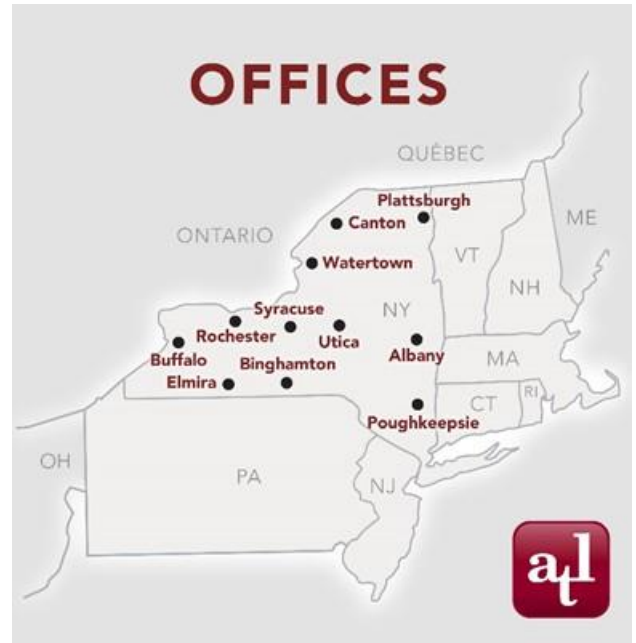 OFFICES
QUÉBEC
Plattsburgh
Canton
ME
ONTARIO
VT
Watertown
NH
Syracuse
NY
Rochester
Utica
Buffalo
Binghamton
Albany
MA
Elmira
RI
CT
Poughkeepsie
OH
PA
NJ
atl